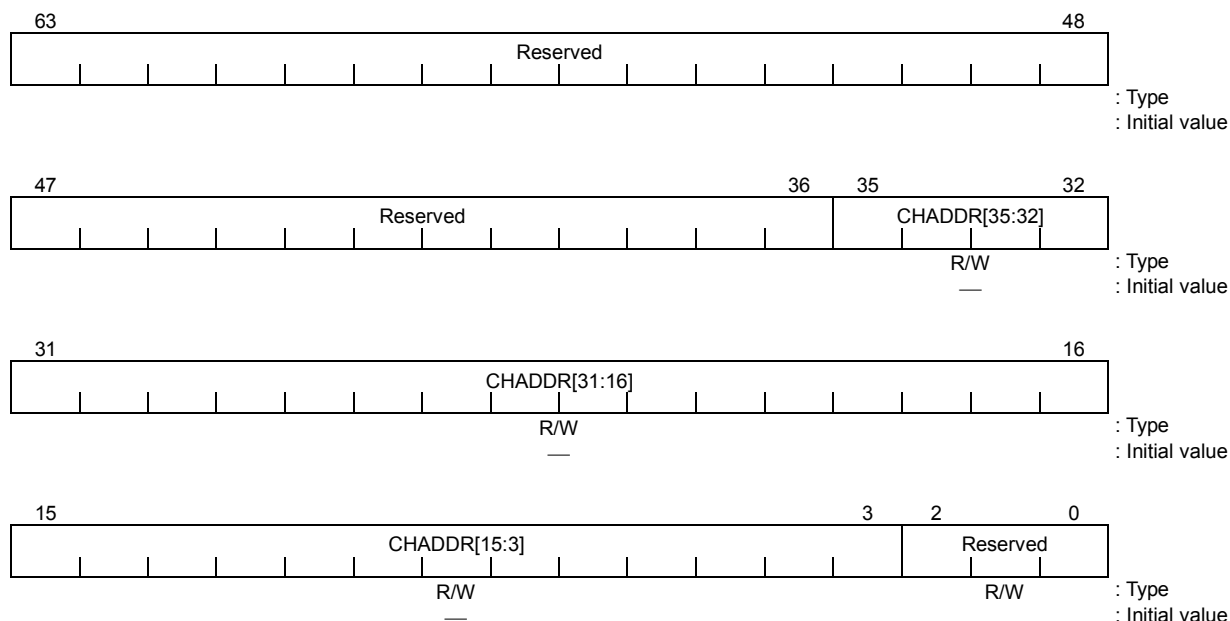 63 48
Reserved
: Type
: Initial value
47 36 35 32
Reserved CHADDR[35:32]
R/W : Type
— : Initial value
31 16
CHADDR[31:16]
R/W : Type
— : Initial value
15 3 2 0
CHADDR[15:3] Reserved
R/W R/W : Type
— : Initial value